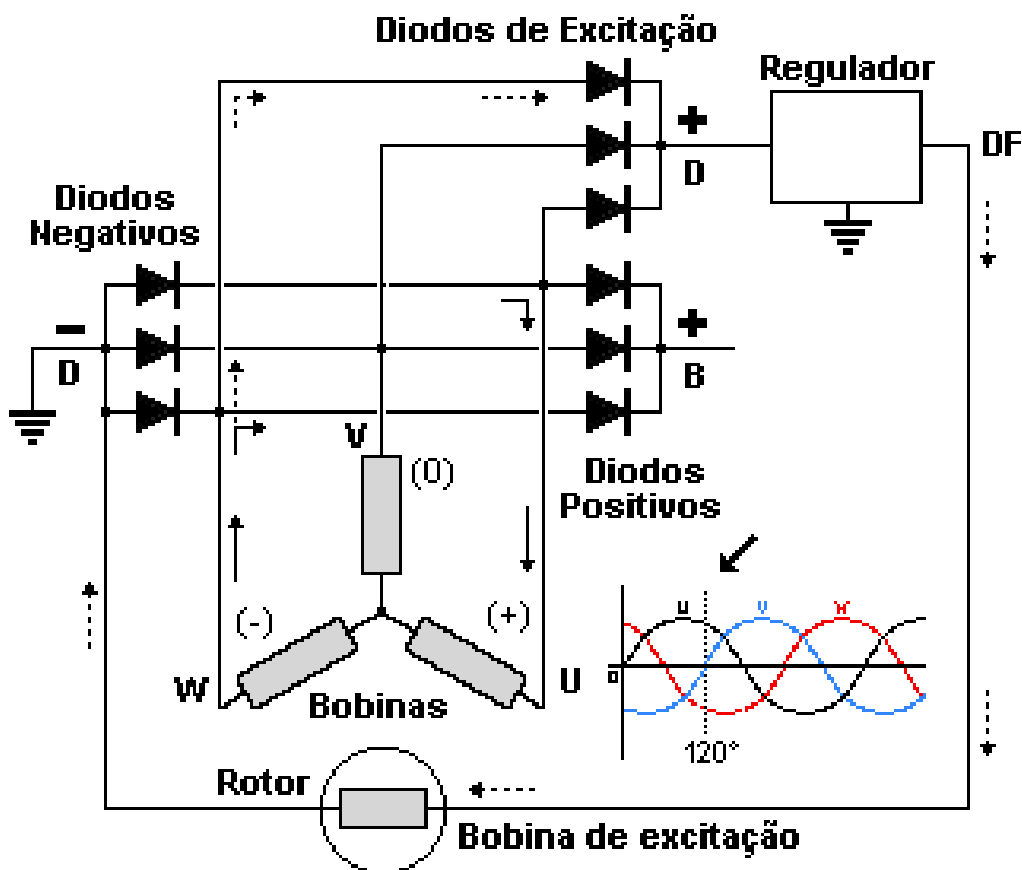 Diodos de Excitação
Regulador
+
D
DF
Diodos
Negativos
-
D
+
B
V
(0)
Diodos
Positivos
(-)
(+)
W
Bobinas
U
U
V
W
0
120°
Rotor
Bobina de excitação